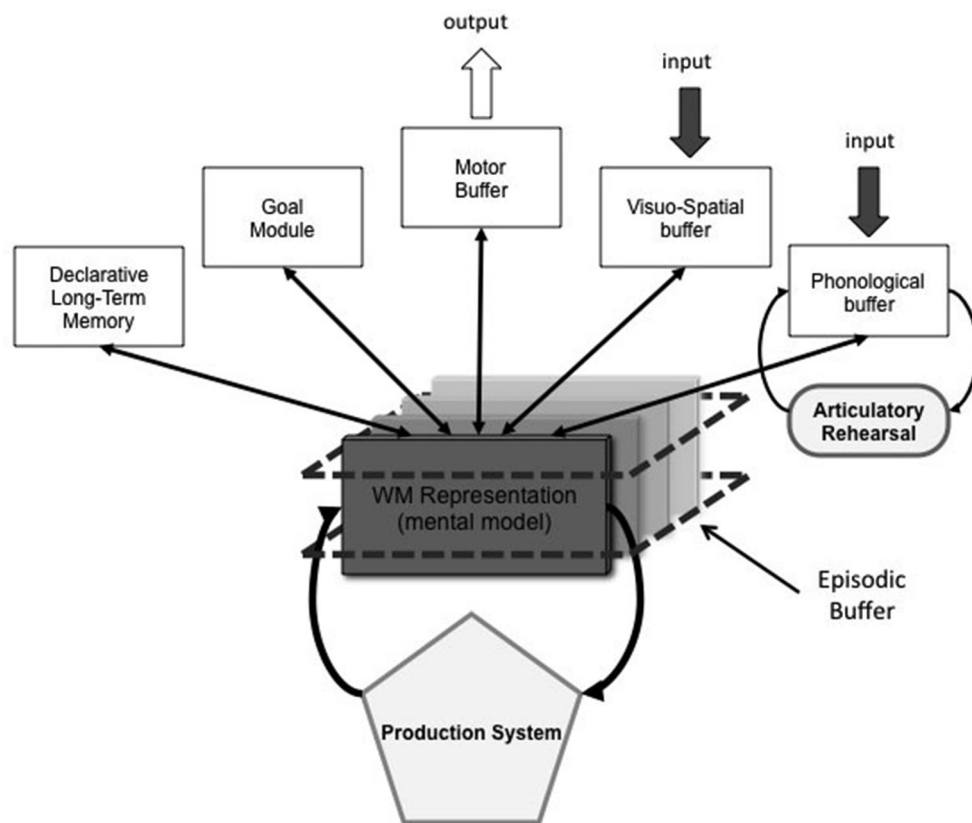 output
input
input
Motor
Buffer
Visuo-Spatial
buffer
Goal
Module
Declarative
Long-Term
Memory
Phonological
buffer
Articulatory
Rehearsal
WM Representation
(mental model)
Episodic
Buffer
Production System